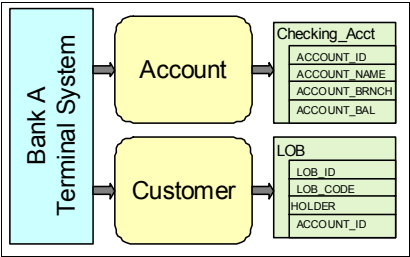 Bank A
Terminal System
Account
Checking_Acct
ACCOUNT_ID
ACCOUNT_NAME
ACCOUNT_BRNCH
ACCOUNT_BAL
Customer
LOB
LOB_ID
LOB_CODE
HOLDER
ACCOUNT_ID